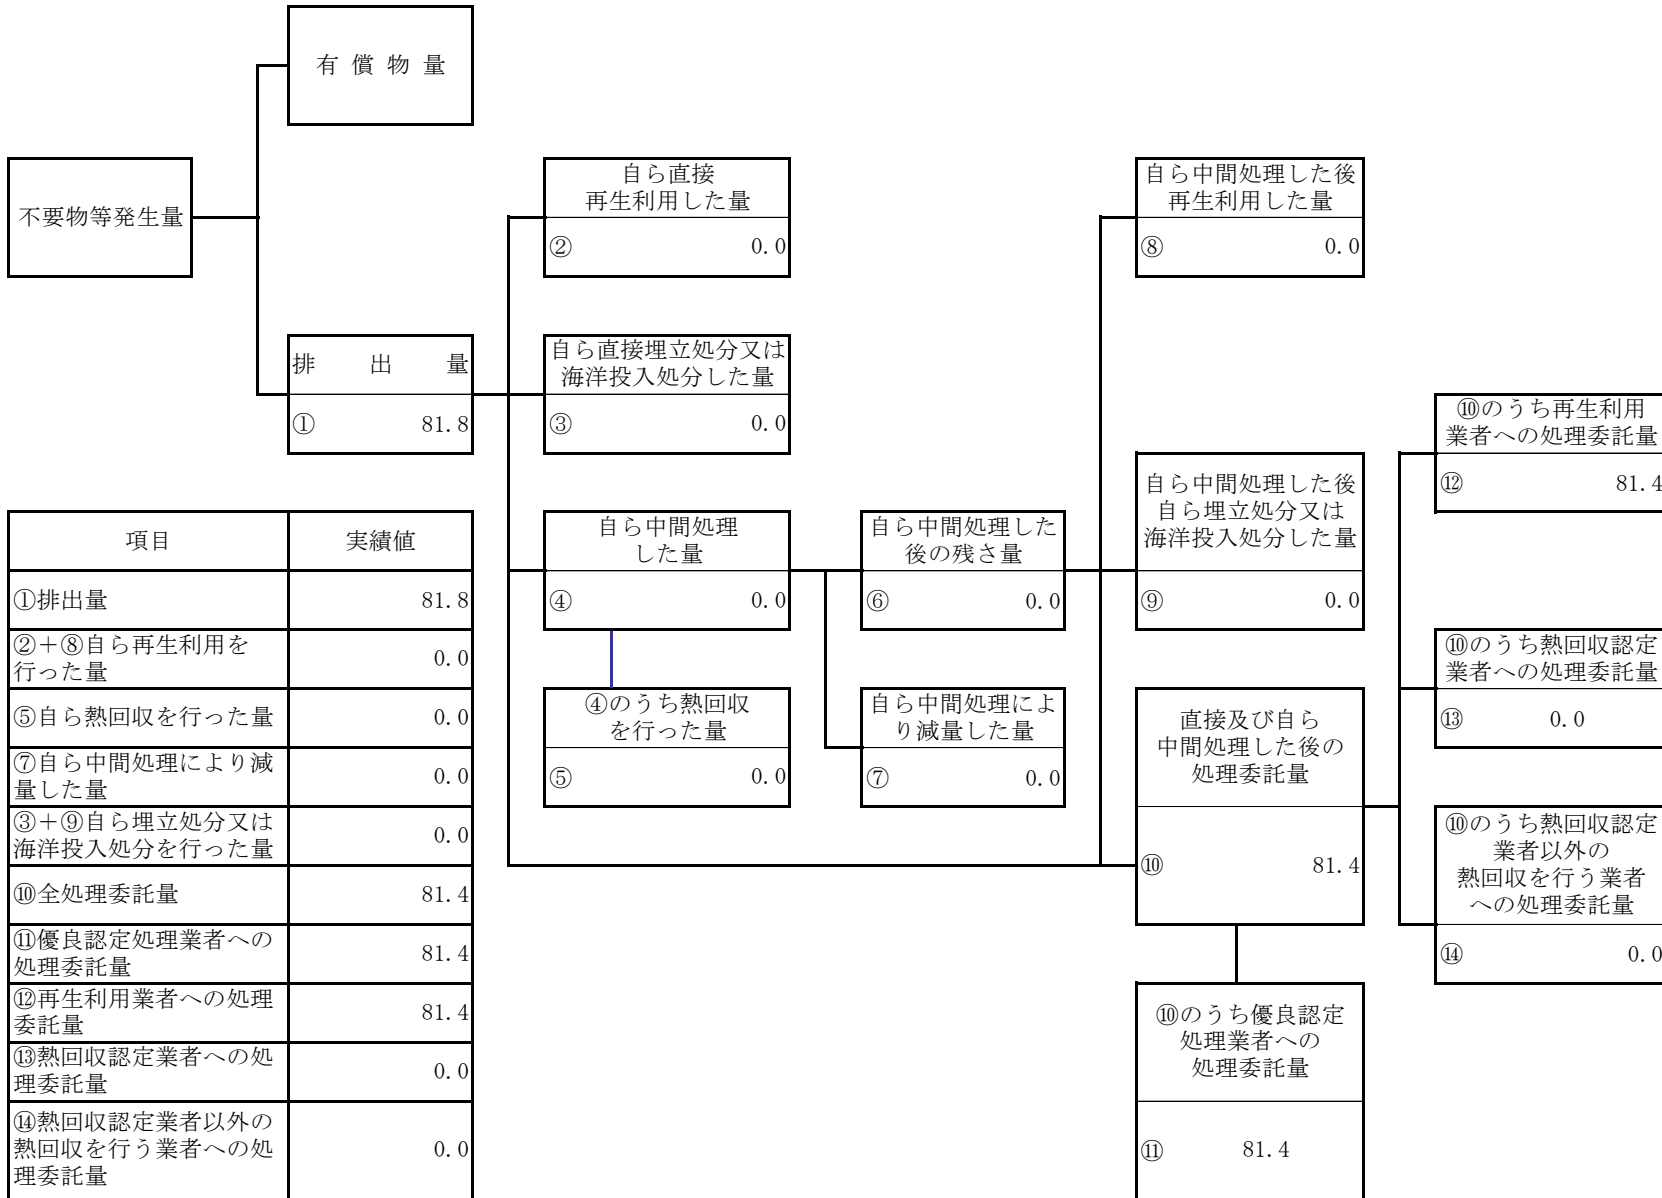 有 償 物 量
不要物等発生量
自ら直接
再生利用した量
② 0.0
自ら中間処理した後
再生利用した量
⑧ 0.0
排 出 量
① 81.8
自ら直接埋立処分又は
海洋投入処分した量
③ 0.0
⑩のうち再生利用
業者への処理委託量
⑫ 81.4
自ら中間処理した後
自ら埋立処分又は
海洋投入処分した量
⑨ 0.0
自ら中間処理
した量
④ 0.0
自ら中間処理した
後の残さ量
⑥ 0.0
⑩のうち熱回収認定
業者への処理委託量
⑬ 0.0
④のうち熱回収
を行った量
⑤ 0.0
自ら中間処理によ
り減量した量
⑦ 0.0
直接及び自ら
中間処理した後の
処理委託量
⑩ 81.4
⑩のうち熱回収認定
業者以外の
熱回収を行う業者
への処理委託量
⑭ 0.0
⑩のうち優良認定
処理業者への
処理委託量
⑪ 81.4
項目 実績値
①排出量 81.8
②+⑧自ら再生利用を
行った量 0.0
⑤自ら熱回収を行った量 0.0
⑦自ら中間処理により減
量した量 0.0
③+⑨自ら埋立処分又は
海洋投入処分を行った量 0.0
⑩全処理委託量 81.4
⑪優良認定処理業者への
処理委託量 81.4
⑫再生利用業者への処理
委託量 81.4
⑬熱回収認定業者への処
理委託量 0.0
⑭熱回収認定業者以外の
熱回収を行う業者への処
理委託量 0.0